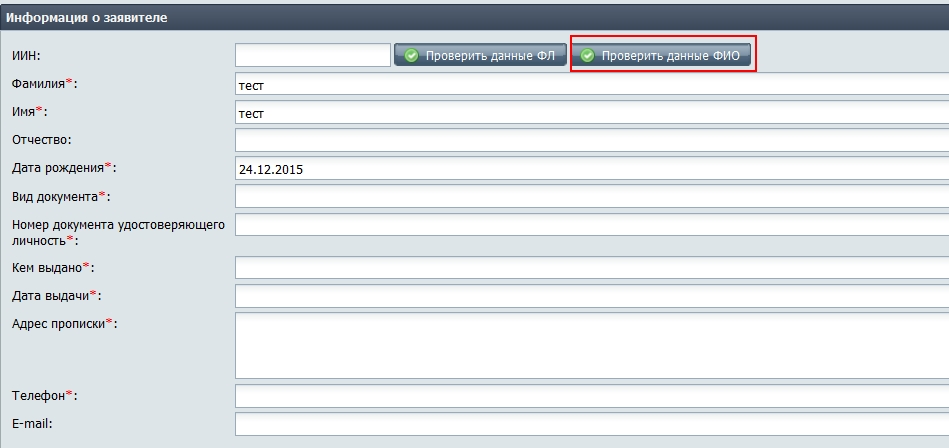 Информация о заявителе
ИИН: Проверить данные ФЛ Проверить данные ФИО
Фамилия*: тест
Имя*: тест
Отчество:
Дата рождения*: 24.12.2015
Вид документа*:
Номер документа удостоверяющего
личность*:
Кем выдано*:
Дата выдачи*:
Адрес прописки*:
Телефон*:
E-mail: